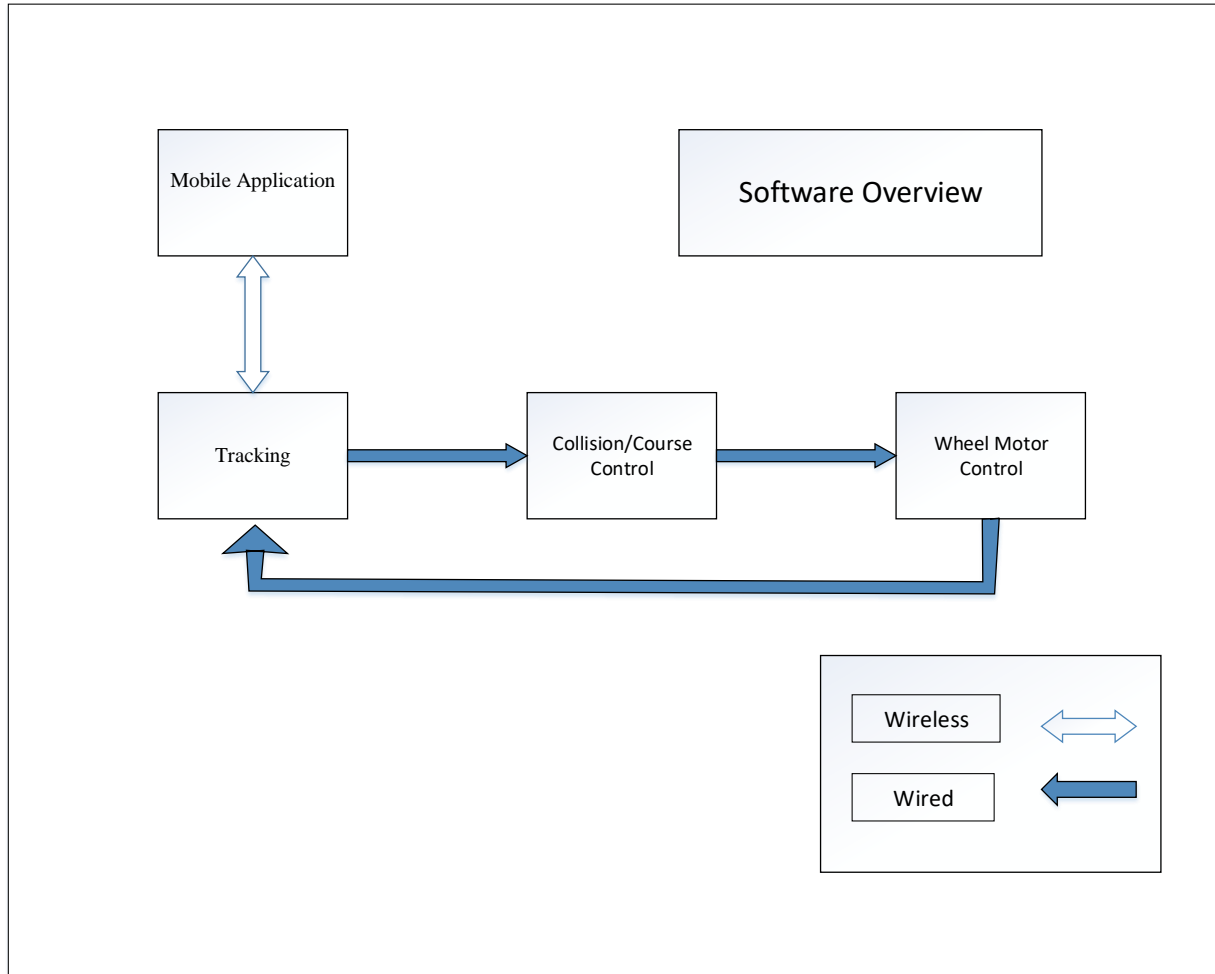 Mobile Application
Software Overview
Tracking
Collision/Course
Control
Wheel Motor
Control
Wireless
Wired